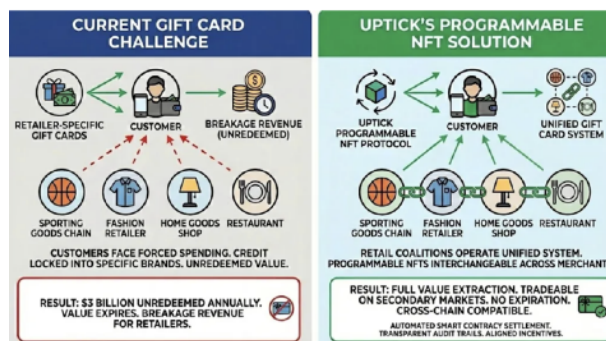 CURRENT GIFT CARD
CHALLENGE
RETAILER-SPECIFIC
GIFT CARDS
CUSTOMER
BREAKAGE REVENUE
(UNREDEEMED)
SPORTING
GOODS CHAIN
FASHION
RETAILER
HOME GOODS
SHOP
RESTAURANT
CUSTOMERS FACE FORCED SPENDING. CREDIT
LOCKED INTO SPECIFIC BRANDS. UNREDEEMED VALUE.
RESULT: $3 BILLION UNREDEEMED ANNUALLY.
VALUE EXPIRES. BREAKAGE REVENUE
FOR RETAILERS.
UPTICK'S PROGRAMMABLE
NFT SOLUTION
UPTICK
PROGRAMMABLE
NFT PROTOCOL
CUSTOMER
UNIFIED GIFT
CARD SYSTEM
SPORTING
GOODS CHAIN
FASHION
RETAILER
HOME GOODS
SHOP
RESTAURANT
RETAIL COALITIONS OPERATE UNIFIED SYSTEM.
PROGRAMMABLE NFTS INTERCHANGEABLE ACROSS MERCHANT
RESULT: FULL VALUE EXTRACTION. TRADEABLE
ON SECONDARY MARKETS. NO EXPIRATION.
CROSS-CHAIN COMPATIBLE.
AUTOMATED SMART CONTRACY SETTLEMENT.
TRANSPARENT AUDIT TRAILS. ALIGNED INCENTIVES.